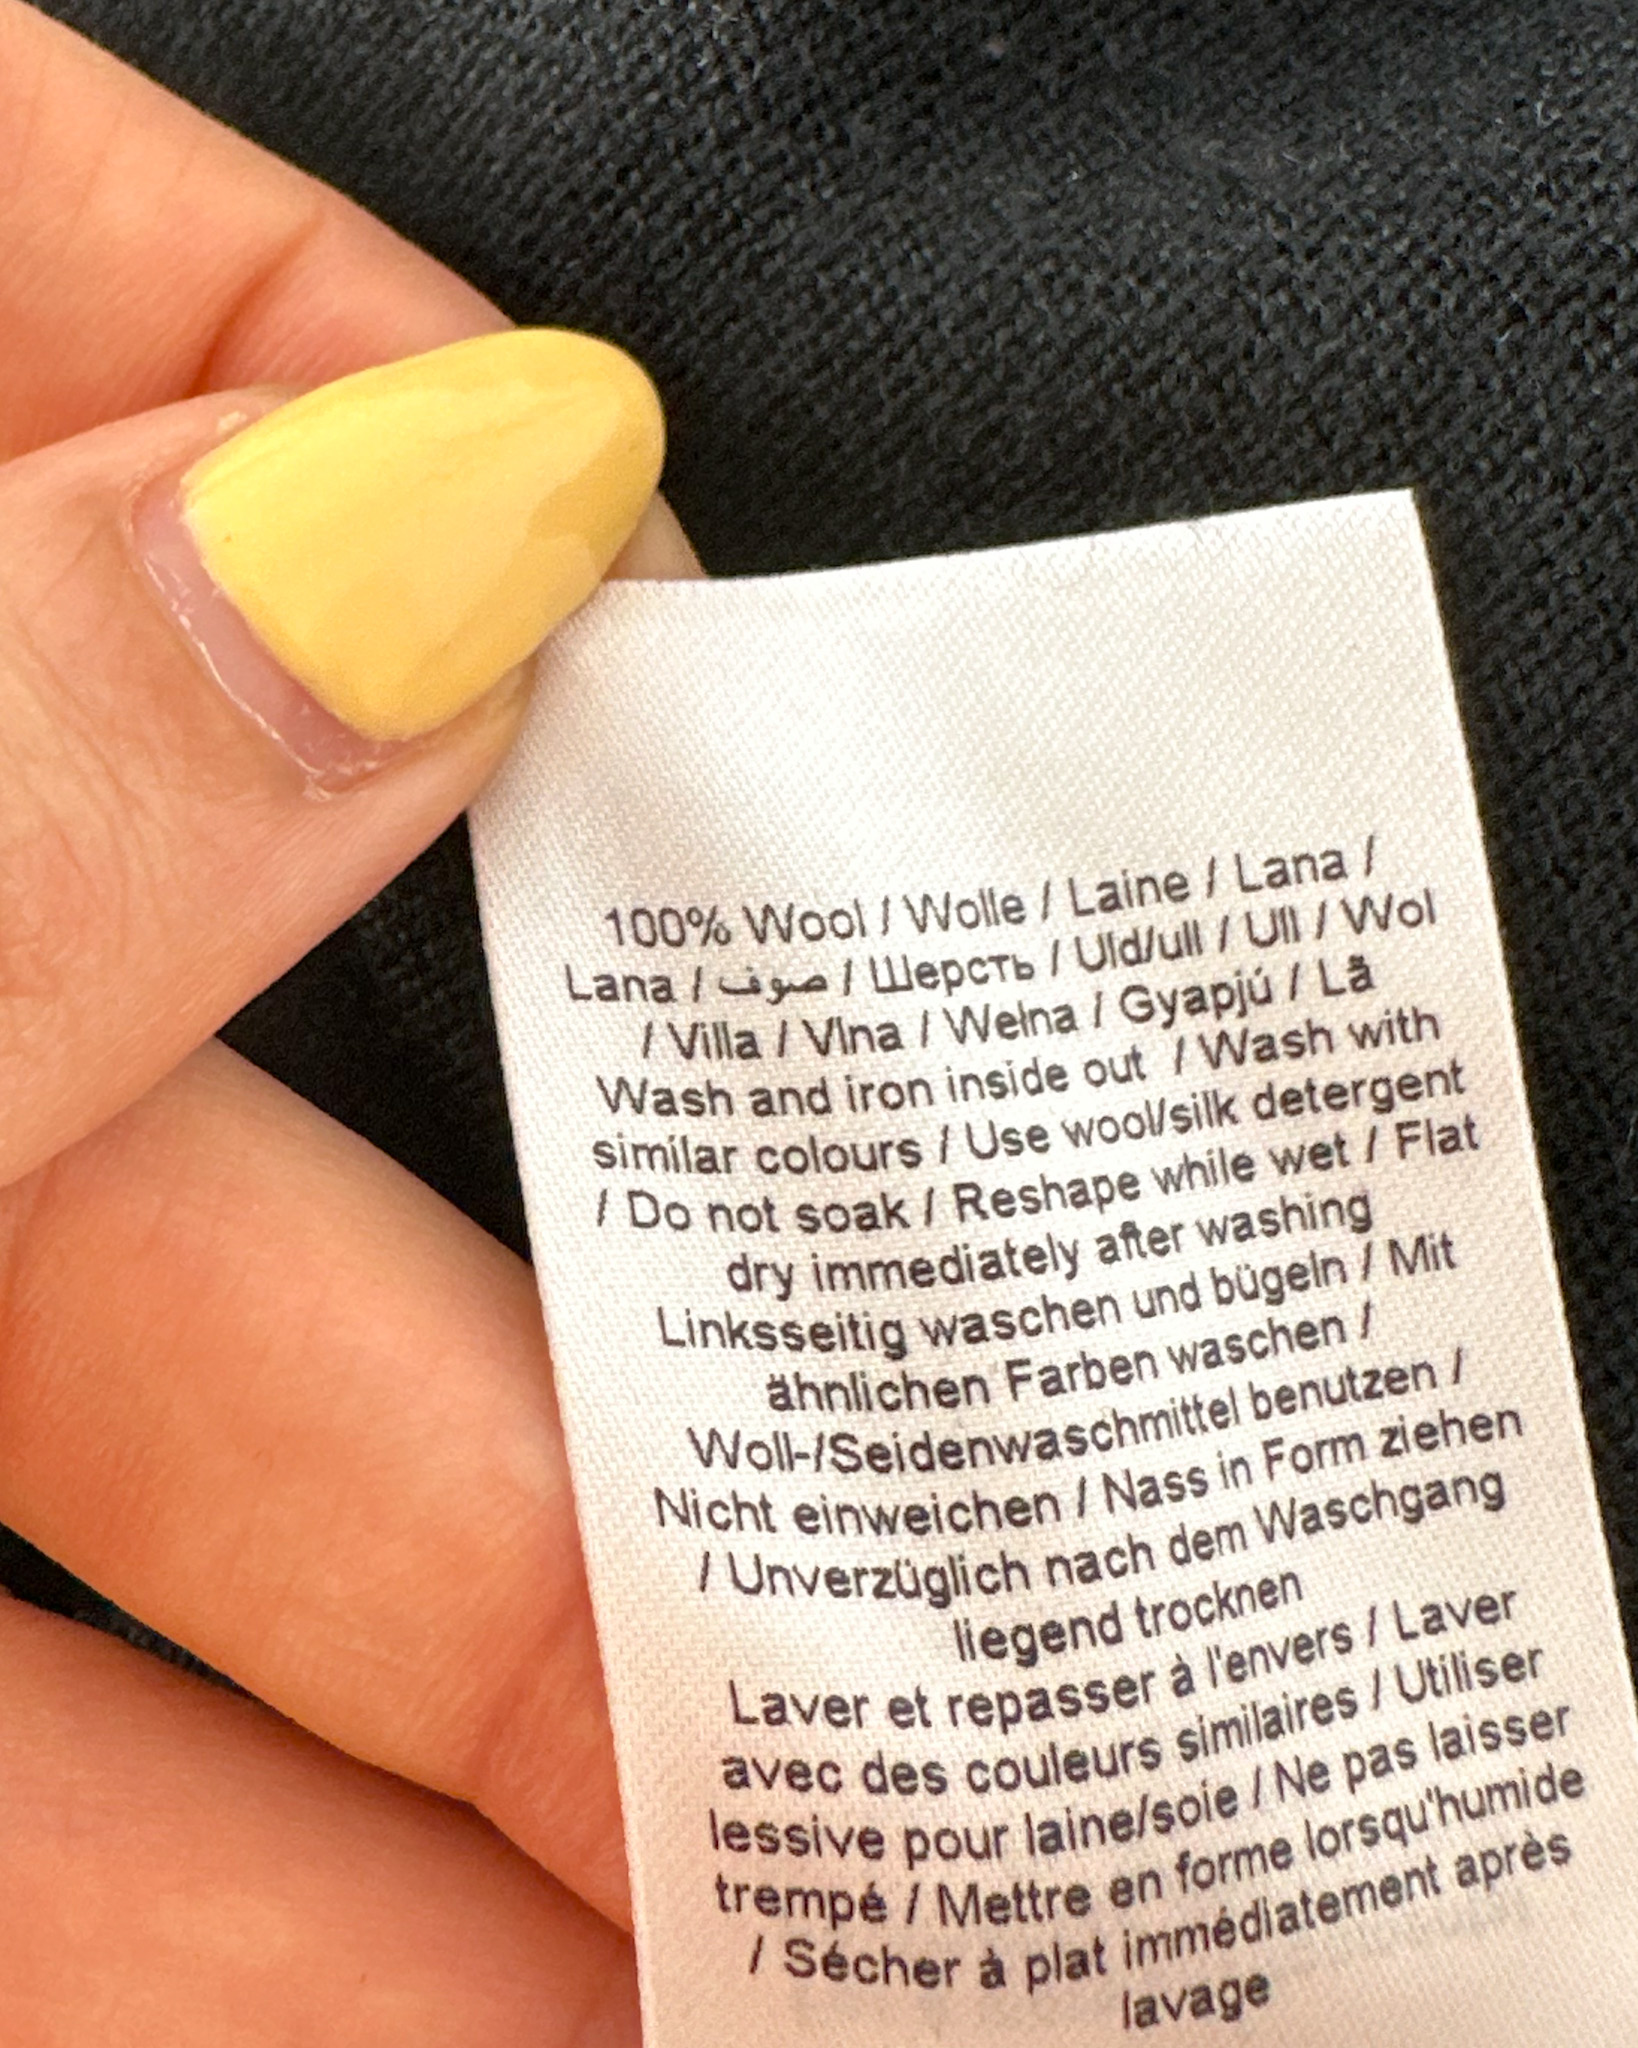 100% Wool / Wolle / Laine / Lana /
Lana / صوف / Шерсть / Uld/ull / Ull / Wol
/ Villa / Vlna / Wełna / Gyapjú / Lã
Wash and iron inside out / Wash with
similar colours / Use wool/silk detergent
/ Do not soak / Reshape while wet / Flat
dry immediately after washing
Linksseitig waschen und bügeln / Mit
ähnlichen Farben waschen /
Woll-/Seidenwaschmittel benutzen /
Nicht einweichen / Nass in Form ziehen
/ Unverzüglich nach dem Waschgang
liegend trocknen
Laver et repasser à l'envers / Laver
avec des couleurs similaires / Utiliser
lessive pour laine/soie / Ne pas laisser
trempé / Mettre en forme lorsqu'humide
/ Sécher à plat immédiatement après
lavage